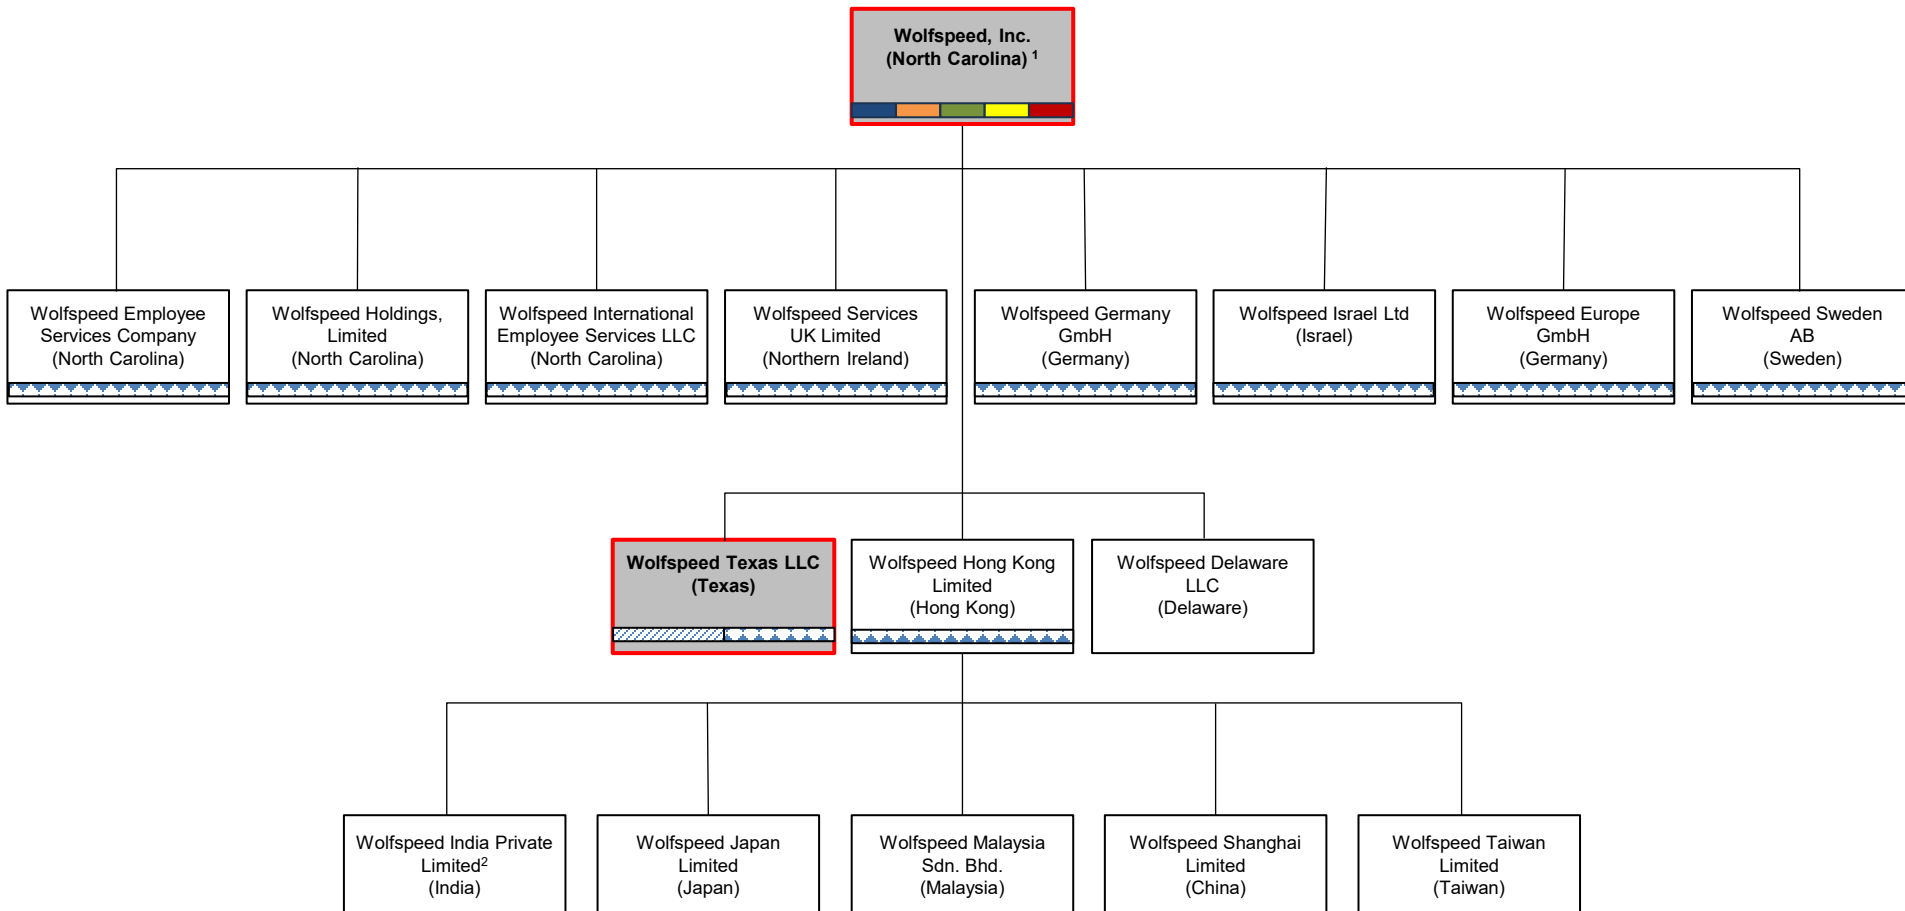 Wolfspeed, Inc.
(North Carolina) 1
Wolfspeed Employee
Services Company
(North Carolina)
Wolfspeed Holdings,
Limited
(North Carolina)
Wolfspeed International
Employee Services LLC
(North Carolina)
Wolfspeed Services
UK Limited
(Northern Ireland)
Wolfspeed Germany
GmbH
(Germany)
Wolfspeed Israel Ltd
(Israel)
Wolfspeed Europe
GmbH
(Germany)
Wolfspeed Sweden
AB
(Sweden)
Wolfspeed Texas LLC
(Texas)
Wolfspeed Hong Kong
Limited
(Hong Kong)
Wolfspeed Delaware
LLC
(Delaware)
Wolfspeed India Private
Limited2
(India)
Wolfspeed Japan
Limited
(Japan)
Wolfspeed Malaysia
Sdn. Bhd.
(Malaysia)
Wolfspeed Shanghai
Limited
(China)
Wolfspeed Taiwan
Limited
(Taiwan)